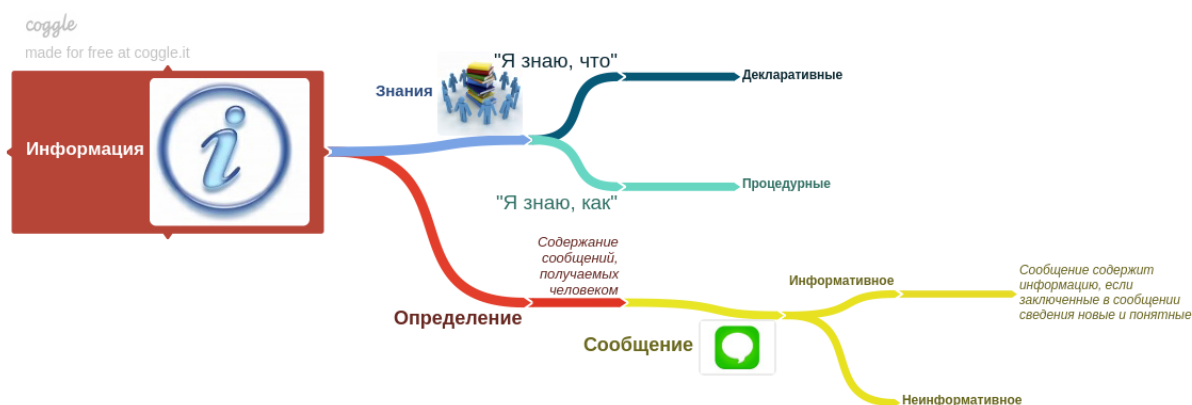 coggle
made for free at coggle.it
Информация
Знания
"Я знаю, что"
Декларативные
"Я знаю, как"
Процедурные
Определение
Содержание
сообщений,
получаемых
человеком
Сообщение
Информативное
Сообщение содержит
информацию, если
заключенные в сообщении
сведения новые и понятные
Неинформативное